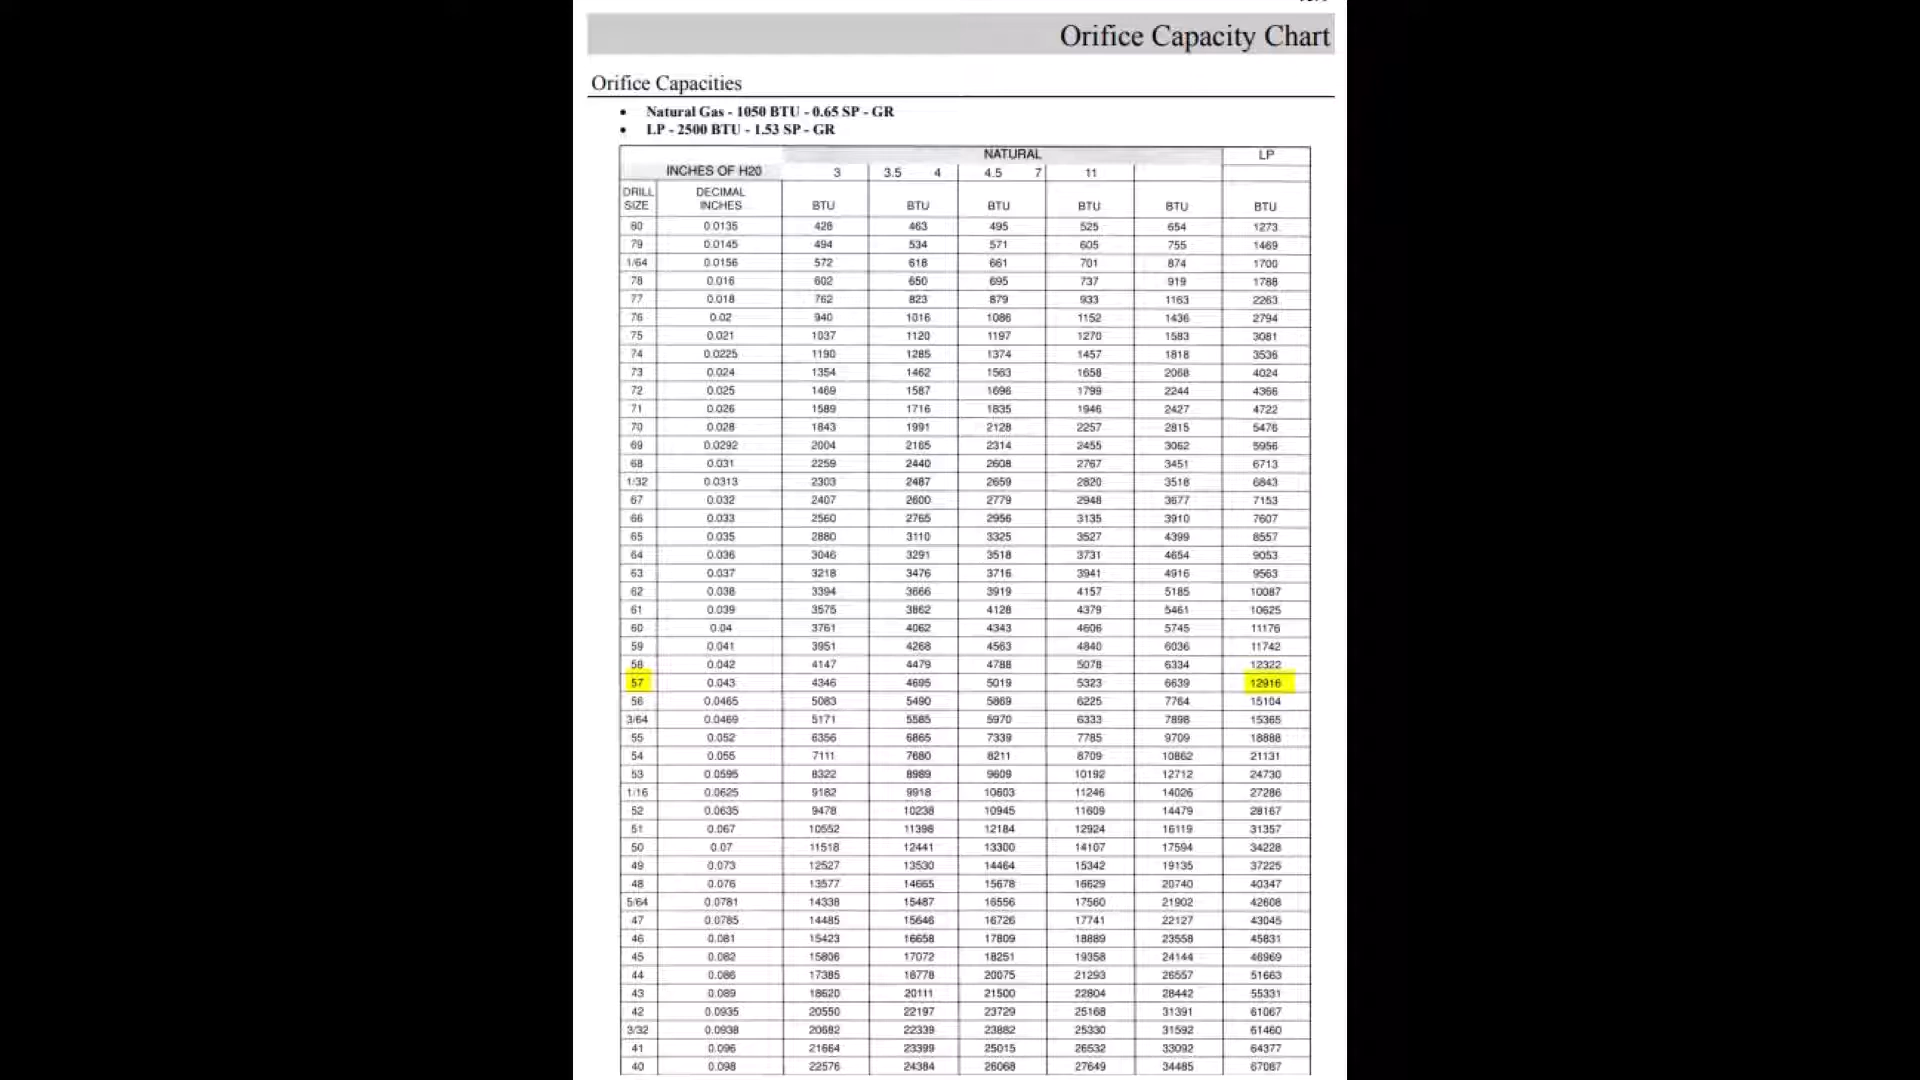 Orifice Capacity Chart
Orifice Capacities
• Natural Gas - 1050 BTU - 0.65 SP - GR
• LP - 2500 BTU - 1.53 SP - GR
NATURAL LP
INCHES OF H20 3 3.5 4 4.5 7 11
DRILL SIZE DECIMAL INCHES BTU BTU BTU BTU BTU BTU
80 0.0135 428 463 495 525 654 1273
79 0.0145 494 534 571 605 755 1469
1/64 0.0156 572 618 661 701 874 1700
78 0.016 602 650 695 737 919 1788
77 0.018 762 823 879 933 1163 2263
76 0.02 940 1016 1086 1152 1436 2794
75 0.021 1037 1120 1197 1270 1583 3081
74 0.0225 1190 1285 1374 1457 1818 3536
73 0.024 1354 1462 1563 1658 2068 4024
72 0.025 1469 1587 1696 1799 2244 4366
71 0.026 1589 1716 1835 1946 2427 4722
70 0.028 1843 1991 2128 2257 2815 5476
69 0.0292 2004 2165 2314 2455 3062 5956
68 0.031 2259 2440 2608 2767 3451 6713
1/32 0.0313 2303 2487 2659 2820 3518 6843
67 0.032 2407 2600 2779 2948 3677 7153
66 0.033 2560 2765 2956 3135 3910 7607
65 0.035 2880 3110 3325 3527 4399 8557
64 0.036 3046 3291 3518 3731 4654 9053
63 0.037 3218 3476 3716 3941 4916 9563
62 0.038 3394 3666 3919 4157 5185 10087
61 0.039 3575 3862 4128 4379 5461 10625
60 0.04 3761 4062 4343 4606 5745 11176
59 0.041 3951 4268 4563 4840 6036 11742
58 0.042 4147 4479 4788 5078 6334 12322
57 0.043 4346 4695 5019 5323 6639 12916
56 0.0465 5083 5490 5869 6225 7764 15104
3/64 0.0469 5171 5585 5970 6333 7898 15365
55 0.052 6356 6865 7339 7785 9709 18888
54 0.055 7111 7680 8211 8709 10862 21131
53 0.0595 8322 8989 9609 10192 12712 24730
1/16 0.0625 9182 9918 10603 11246 14026 27286
52 0.0635 9478 10238 10945 11609 14479 28167
51 0.067 10552 11398 12184 12924 16119 31357
50 0.07 11518 12441 13300 14107 17594 34228
49 0.073 12527 13530 14464 15342 19135 37225
48 0.076 13577 14665 15678 16629 20740 40347
5/64 0.0781 14338 15487 16556 17560 21902 42608
47 0.0785 14485 15646 16726 17741 22127 43045
46 0.081 15423 16658 17809 18889 23558 45831
45 0.082 15806 17072 18251 19358 24144 46969
44 0.086 17385 18778 20075 21293 26557 51663
43 0.089 18620 20111 21500 22804 28442 55331
42 0.0935 20550 22197 23729 25168 31391 61067
3/32 0.0938 20682 22339 23882 25330 31592 61460
41 0.096 21664 23399 25015 26532 33092 64377
40 0.098 22576 24384 26068 27649 34485 67087